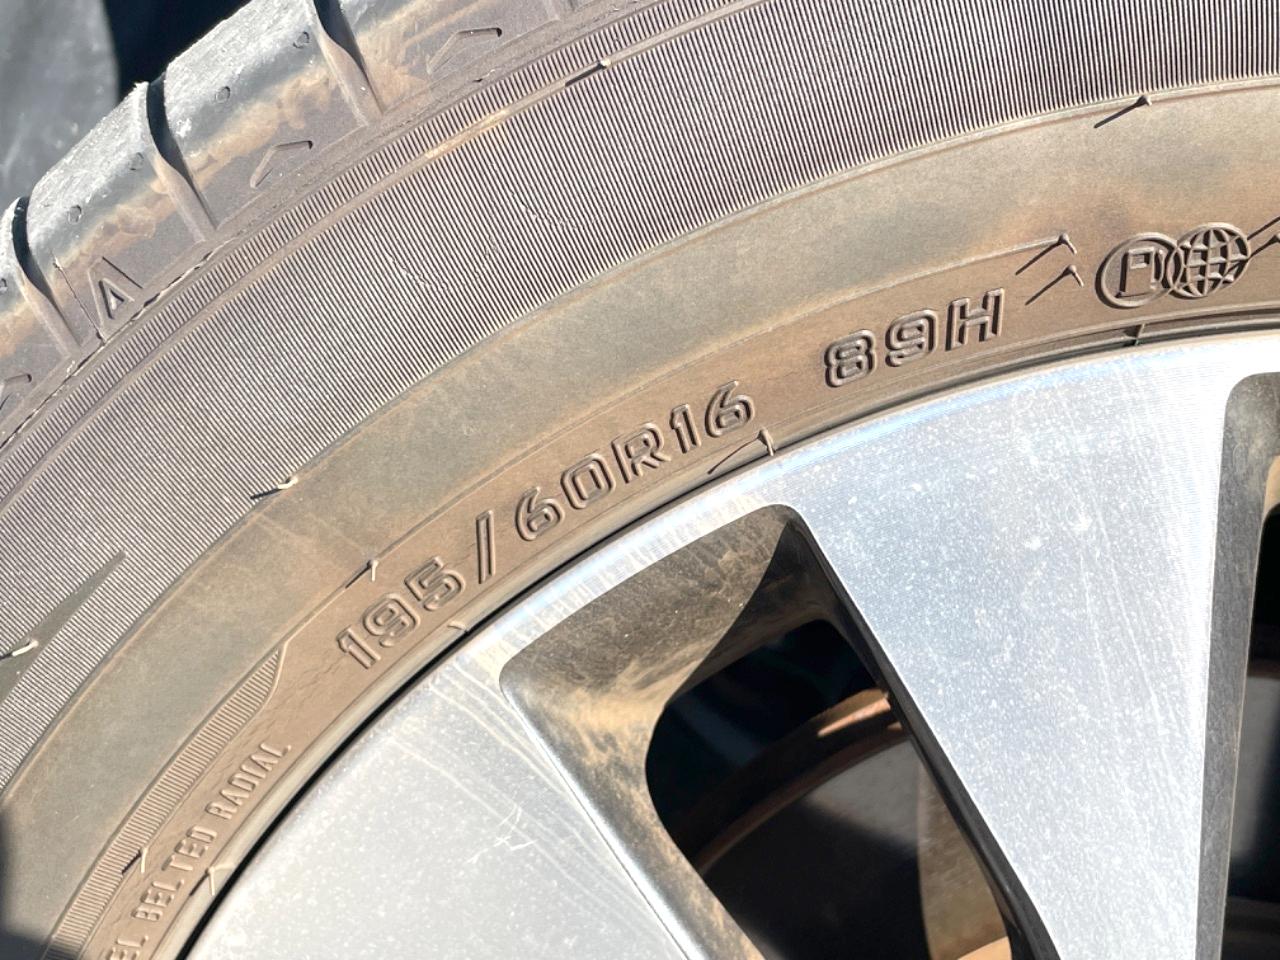 195/60R16 89H
BELTED RADIAL